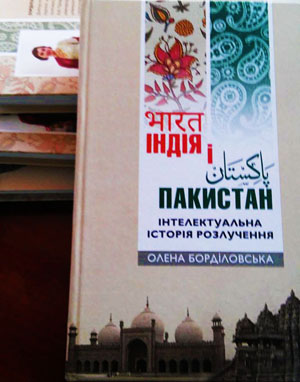 भारत
ІНДІЯ
і
پاکستان
ПАКИСТАН
ІНТЕЛЕКТУАЛЬНА
ІСТОРІЯ РОЗЛУЧЕННЯ
ОЛЕНА БОРДІЛОВСЬКА